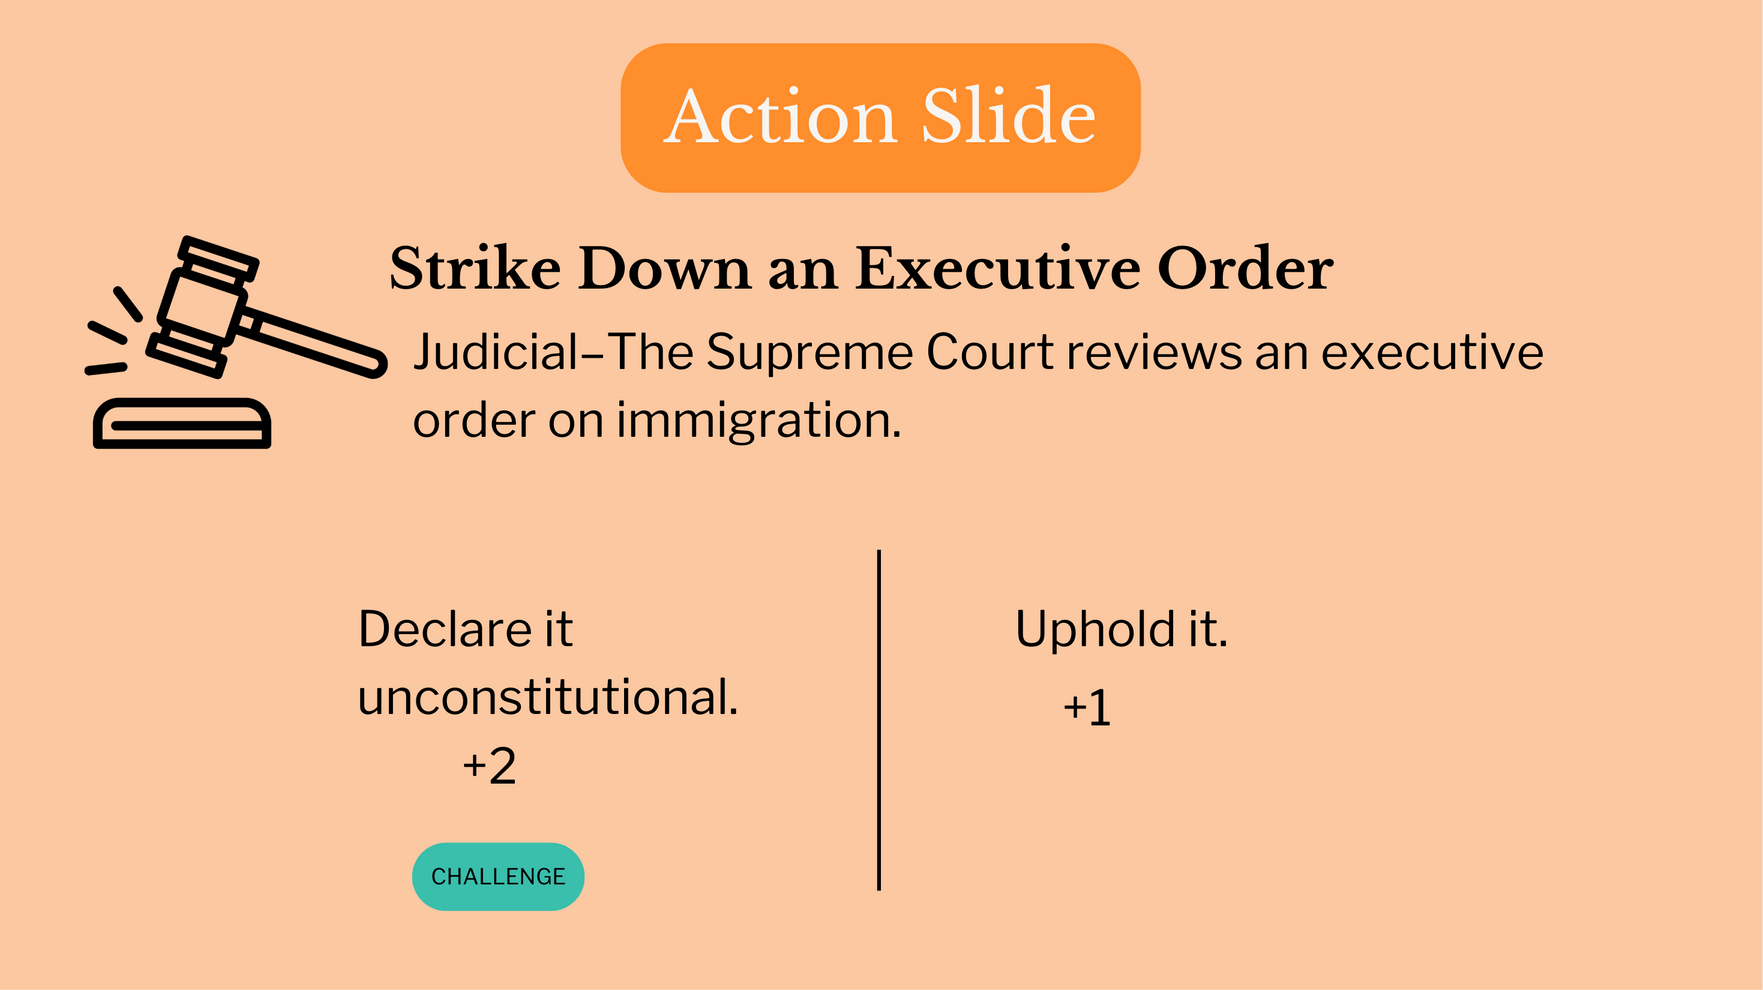 Action Slide
Strike Down an Executive Order
Judicial–The Supreme Court reviews an executive
order on immigration.
Declare it
unconstitutional.
+2
CHALLENGE
Uphold it.
+1